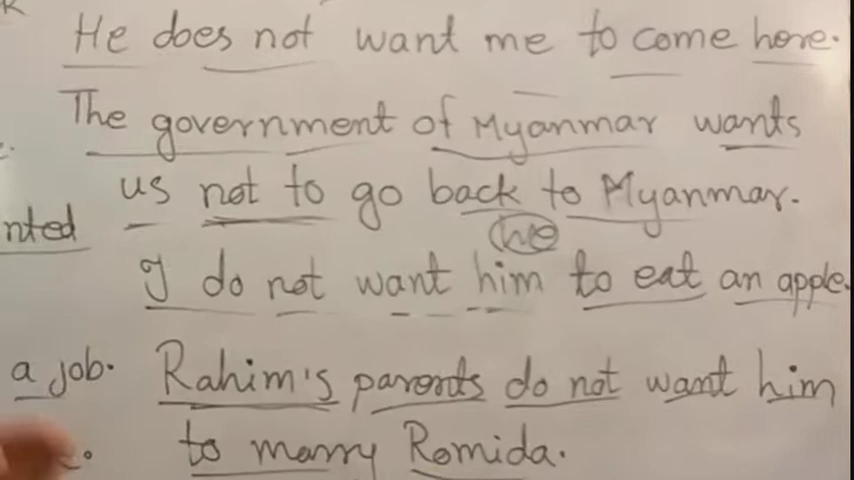 He does not want me to come here.
The government of Myanmar wants
us not to go back to Myanmar.
nted
he
I do not want him to eat an apple.
a job. Rahim's parents do not want him
to marry Romida.